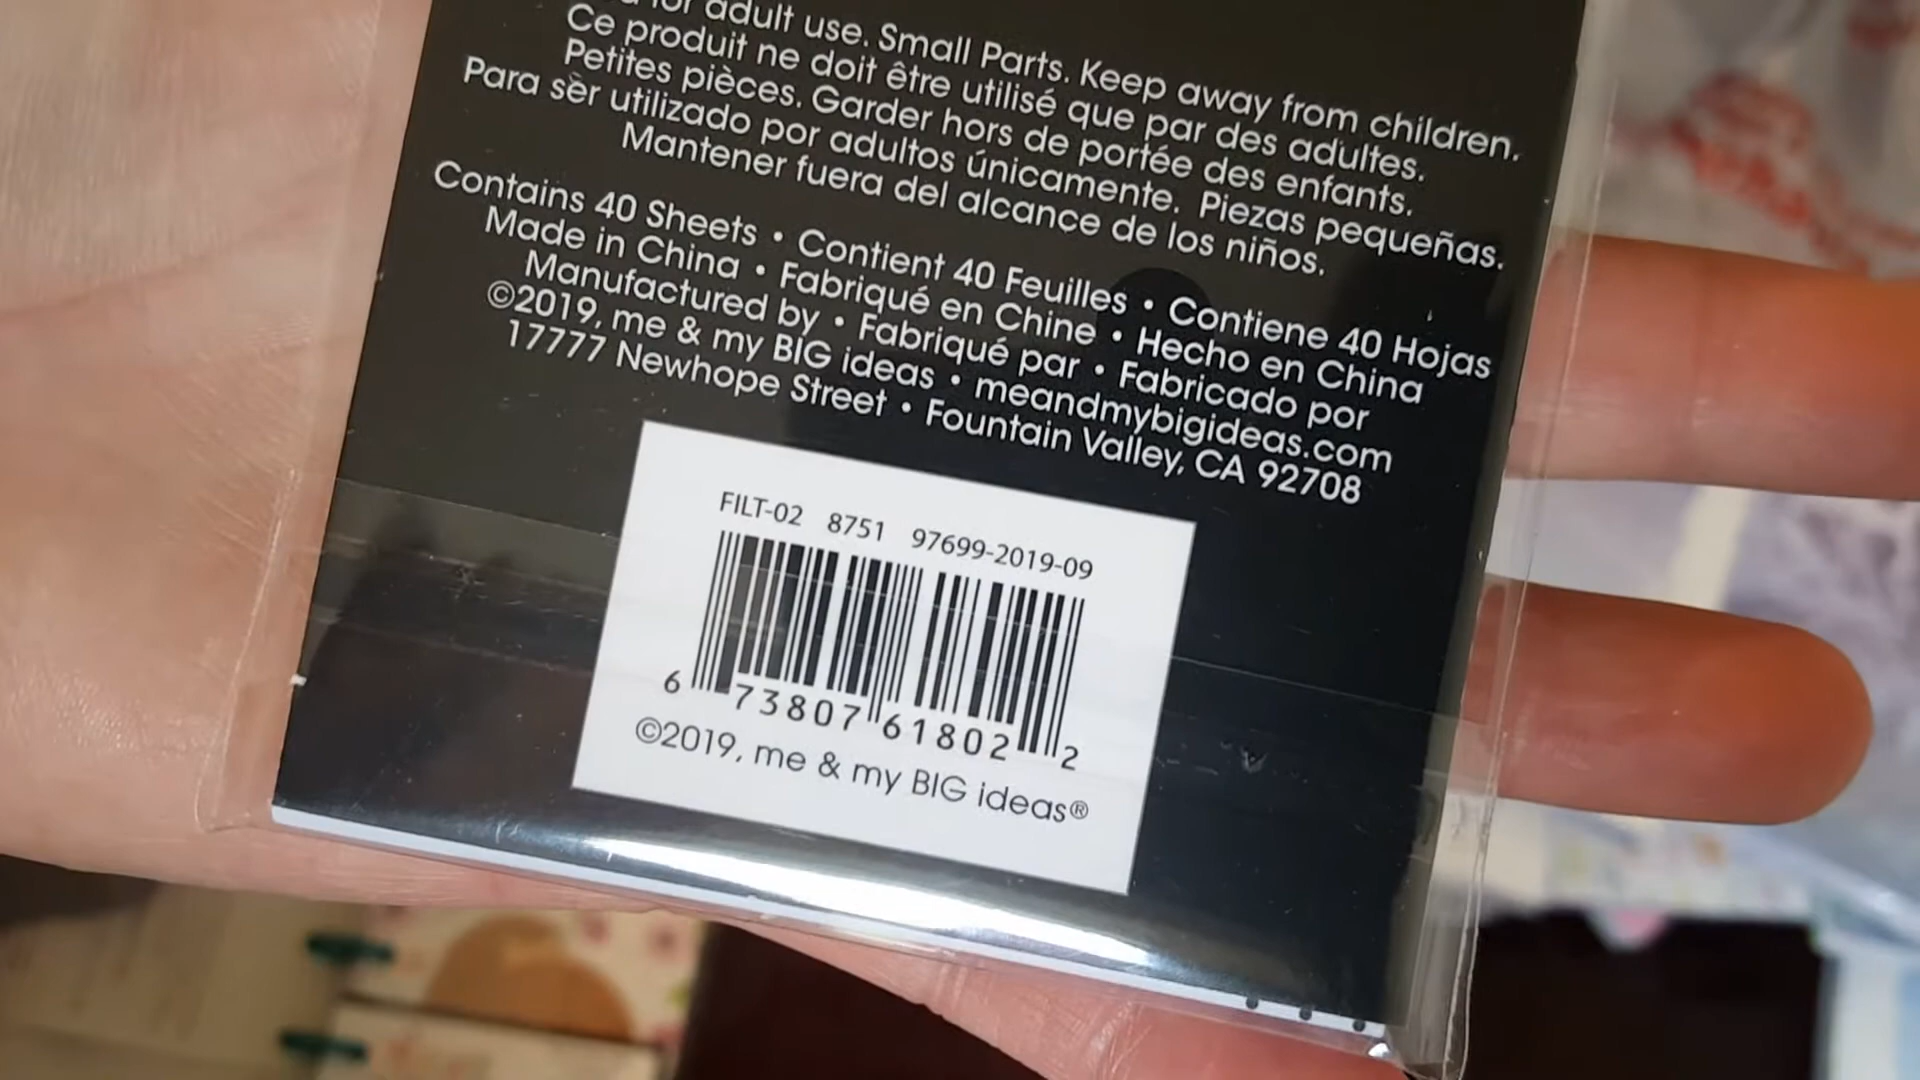 for adult use. Small Parts. Keep away from children.
Ce produit ne doit être utilisé que par des adultes.
Petites pièces. Garder hors de portée des enfants.
Para ser utilizado por adultos únicamente. Piezas pequeñas.
Mantener fuera del alcance de los niños.
Contains 40 Sheets • Contient 40 Feuilles • Contiene 40 Hojas
Made in China • Fabriqué en Chine • Hecho en China
Manufactured by • Fabriqué par • Fabricado por
©2019, me & my BIG ideas • meandmybigideas.com
17777 Newhope Street • Fountain Valley, CA 92708
FILT-02 8751 97699-2019-09
6 73807 61802 2
©2019, me & my BIG ideas®